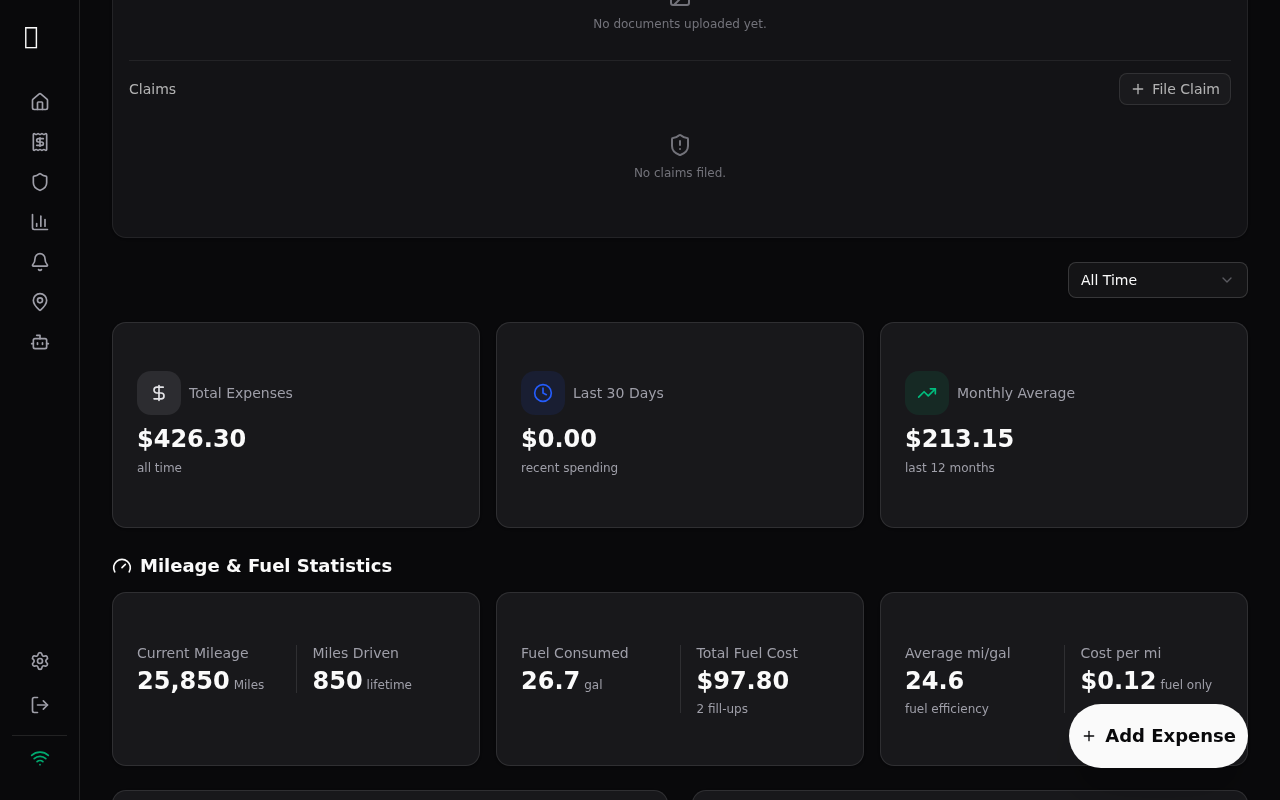 No documents uploaded yet.
Claims
File Claim
No claims filed.
All Time
Total Expenses
$426.30
all time
Last 30 Days
$0.00
recent spending
Monthly Average
$213.15
last 12 months
Mileage & Fuel Statistics
Current Mileage
25,850 Miles
Miles Driven
850 lifetime
Fuel Consumed
26.7 gal
Total Fuel Cost
$97.80
2 fill-ups
Average mi/gal
24.6
fuel efficiency
Cost per mi
$0.12 fuel only
Add Expense